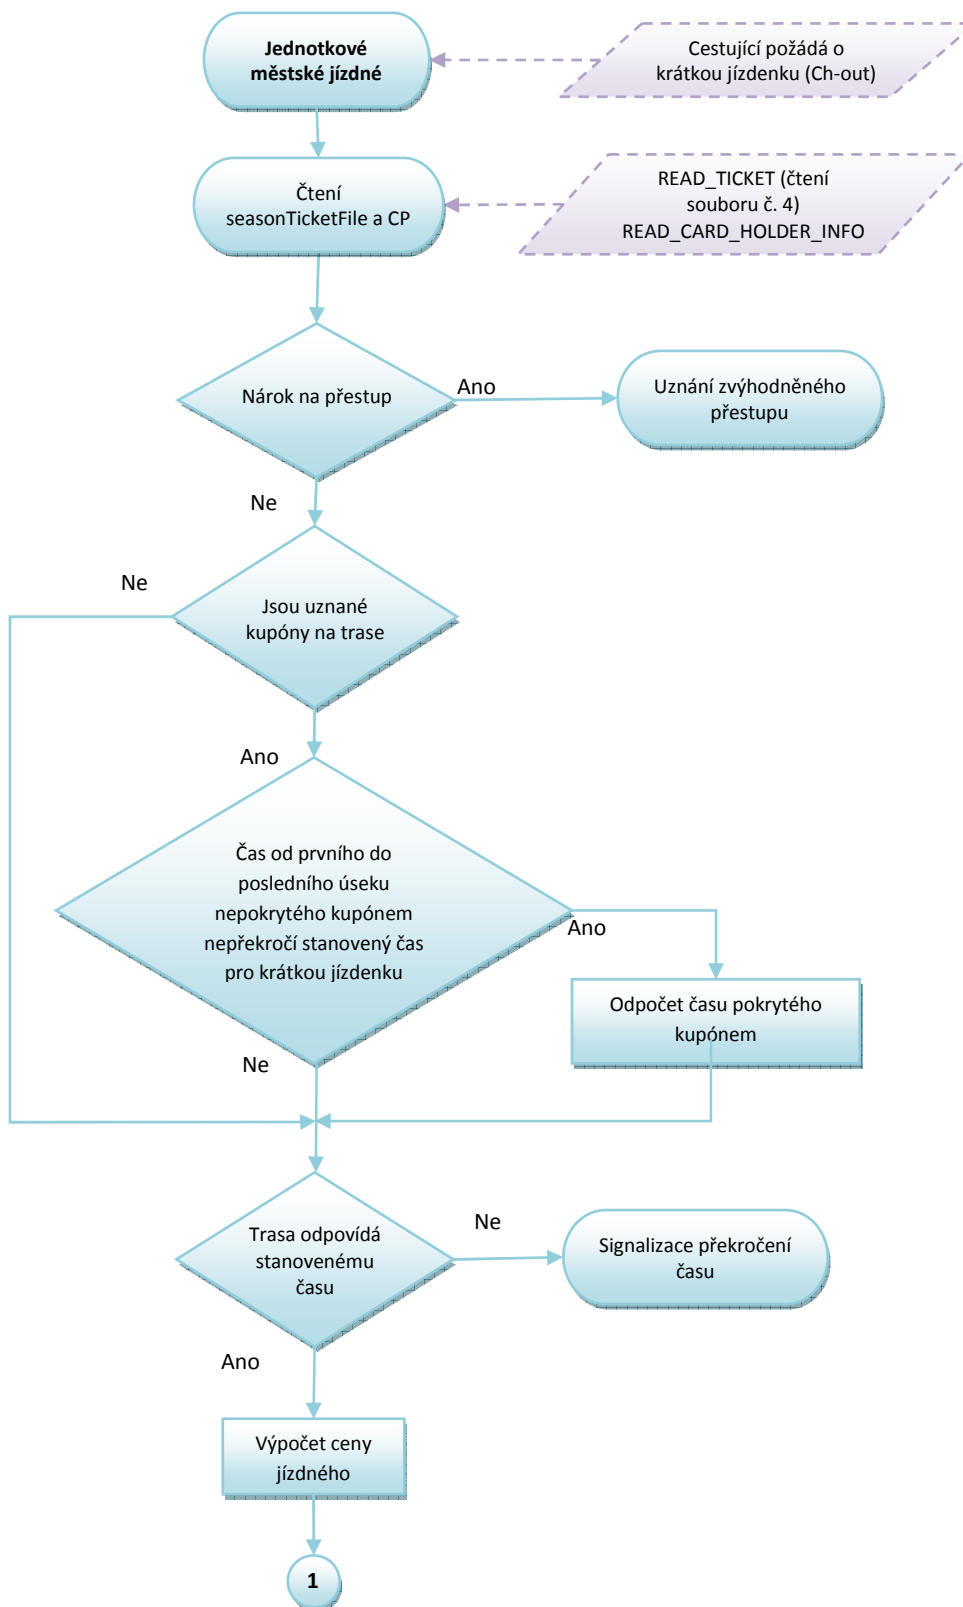 Jednotkové
městské jízdné
Cestující požádá o
krátkou jízdenku (Ch-out)
Čtení
seasonTicketFile a CP
READ_TICKET (čtení
souboru č. 4)
READ_CARD_HOLDER_INFO
Nárok na přestup
Ano
Uznání zvýhodněného
přestupu
Ne
Ne
Jsou uznané
kupóny na trase
Ano
Čas od prvního do
posledního úseku
nepokrytého kupónem
nepřekročí stanovený čas
pro krátkou jízdenku
Ano
Odpočet času pokrytého
kupónem
Ne
Trasa odpovídá
stanovenému
času
Ne
Signalizace překročení
času
Ano
Výpočet ceny
jízdného
1